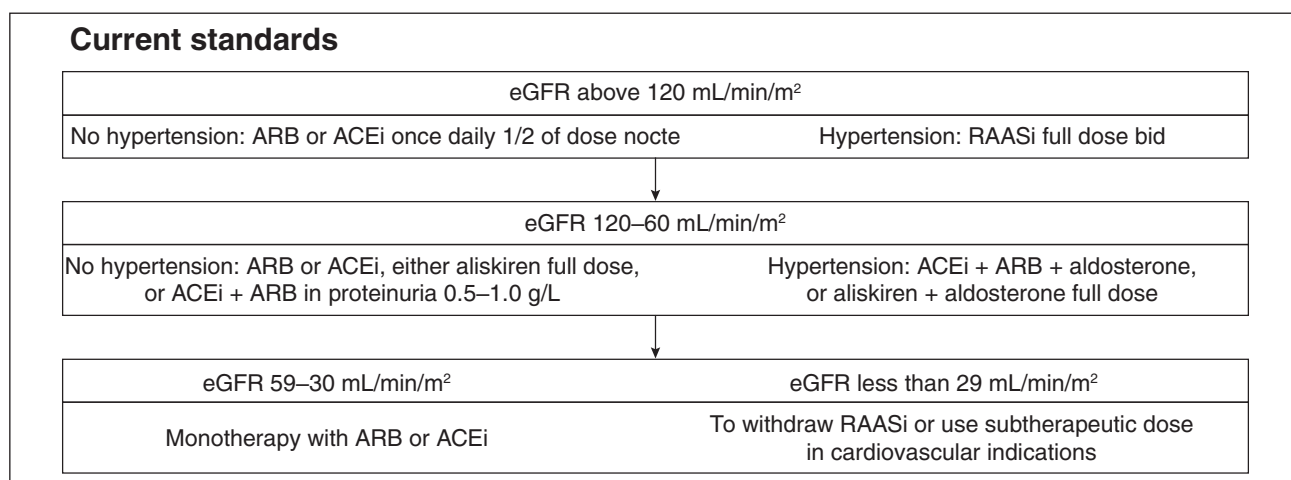 Current standards
eGFR above 120 mL/min/m²
No hypertension: ARB or ACEi once daily 1/2 of dose nocte
Hypertension: RAASi full dose bid
eGFR 120–60 mL/min/m²
No hypertension: ARB or ACEi, either aliskiren full dose,
or ACEi + ARB in proteinuria 0.5–1.0 g/L
Hypertension: ACEi + ARB + aldosterone,
or aliskiren + aldosterone full dose
eGFR 59–30 mL/min/m²
Monotherapy with ARB or ACEi
eGFR less than 29 mL/min/m²
To withdraw RAASi or use subtherapeutic dose
in cardiovascular indications